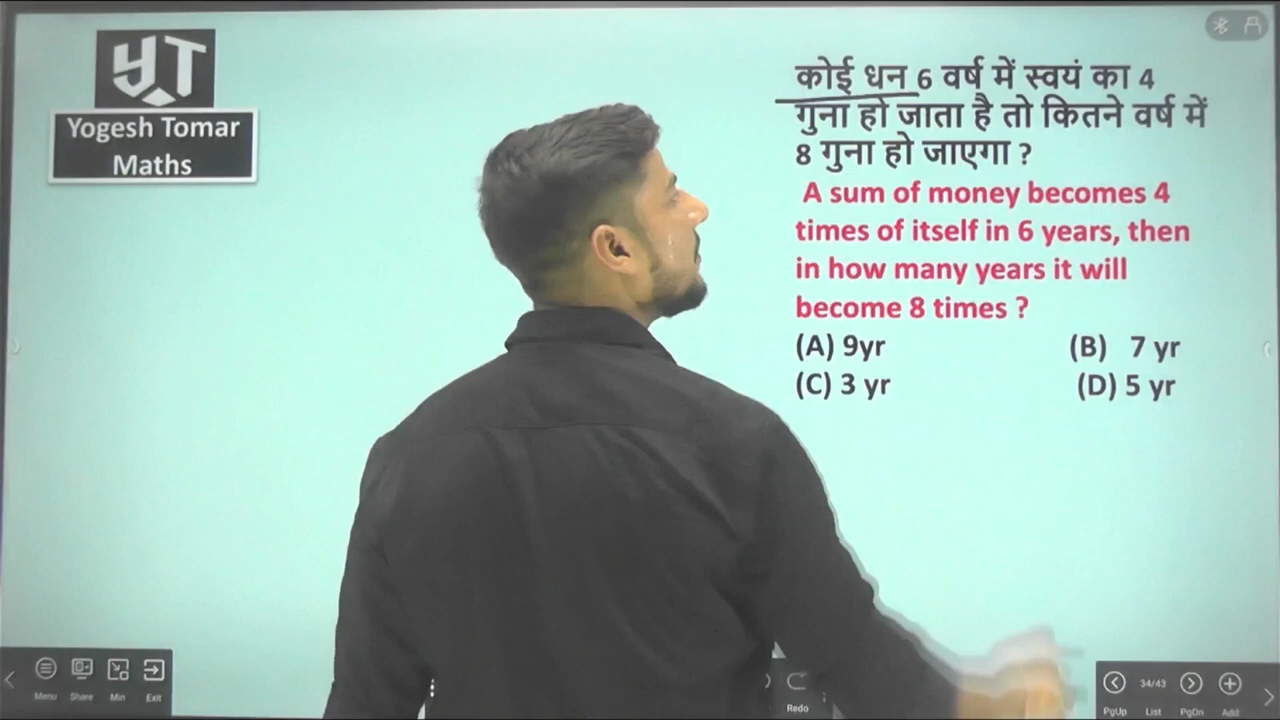 YT
Yogesh Tomar
Maths
कोई धन 6 वर्ष में स्वयं का 4
गुना हो जाता है तो कितने वर्ष में
8 गुना हो जाएगा ?
A sum of money becomes 4
times of itself in 6 years, then
in how many years it will
become 8 times ?
(A) 9yr (B) 7 yr
(C) 3 yr (D) 5 yr
Menu Share Min Exit
Redo
PgUp 34/43 List PgDn Add